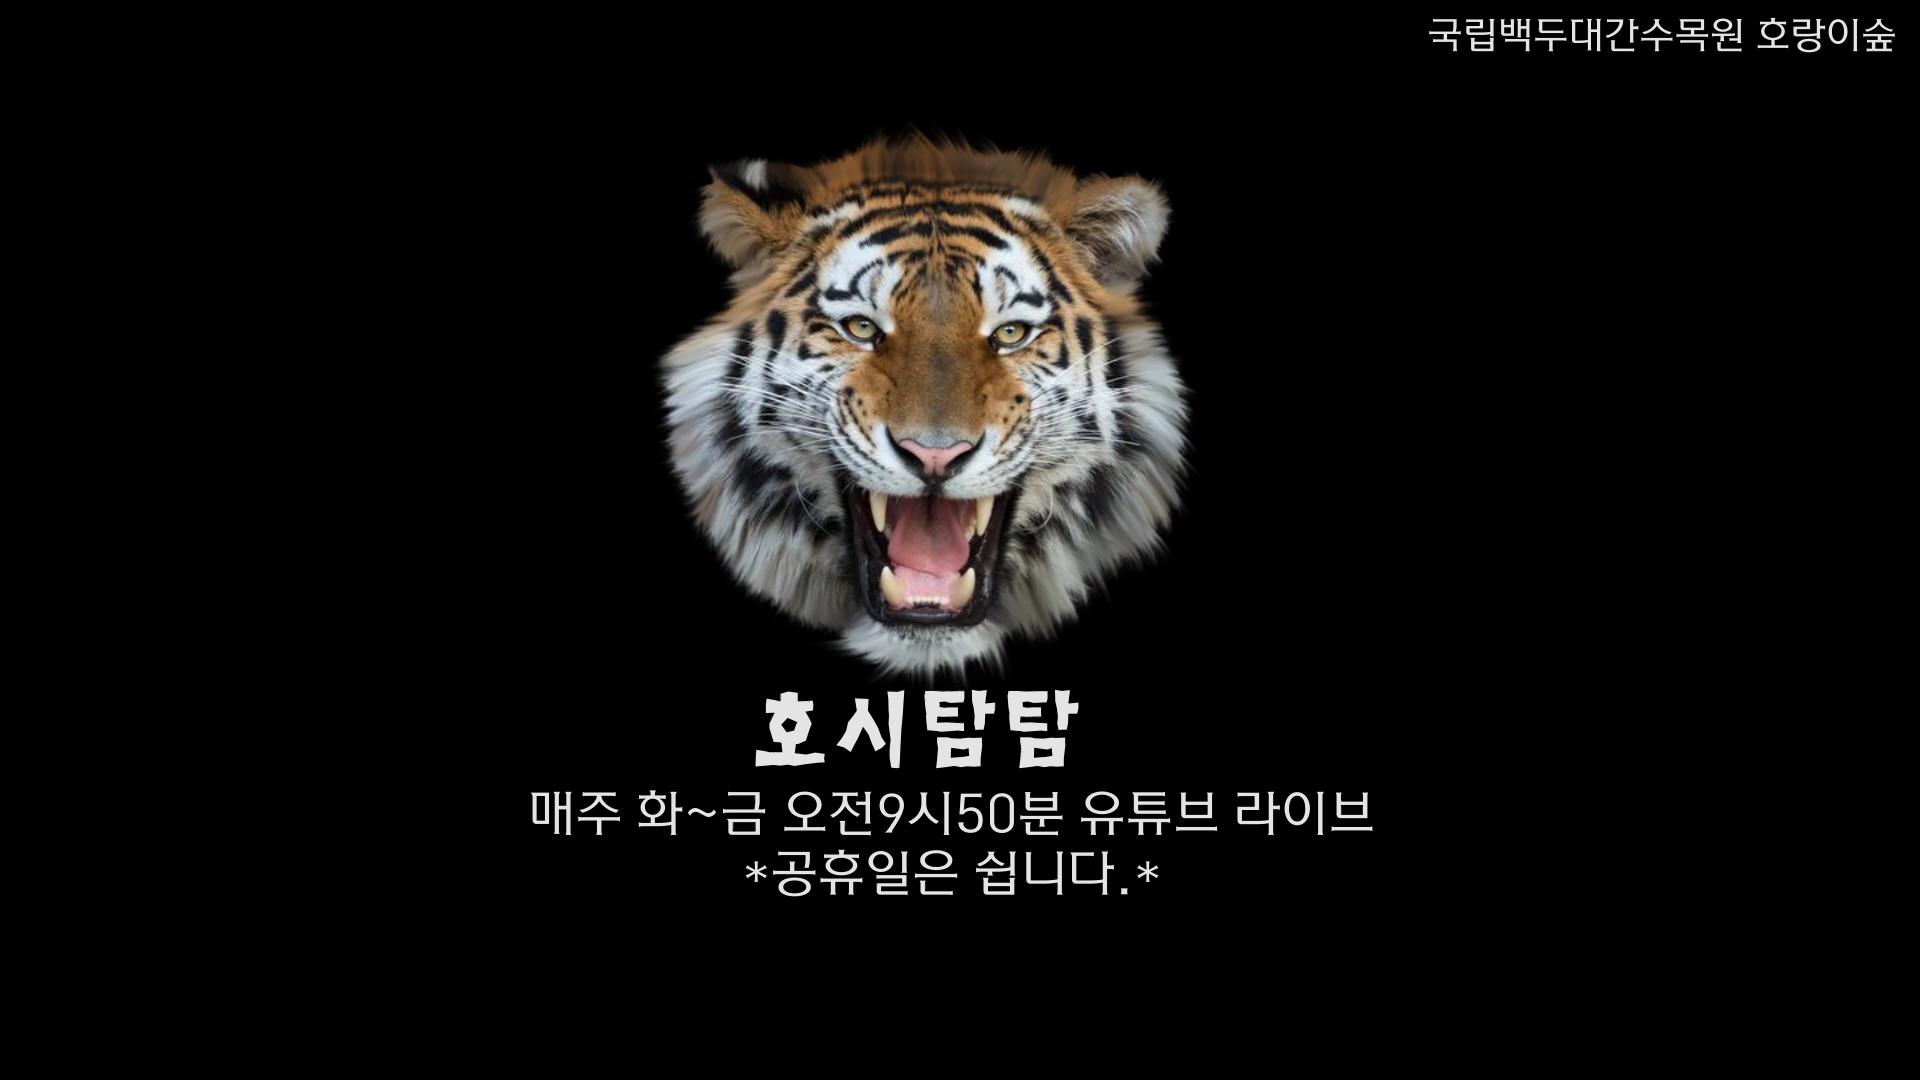 국립백두대간수목원 호랑이숲
호시탐탐
매주 화~금 오전9시50분 유튜브 라이브
*공휴일은 쉽니다.*